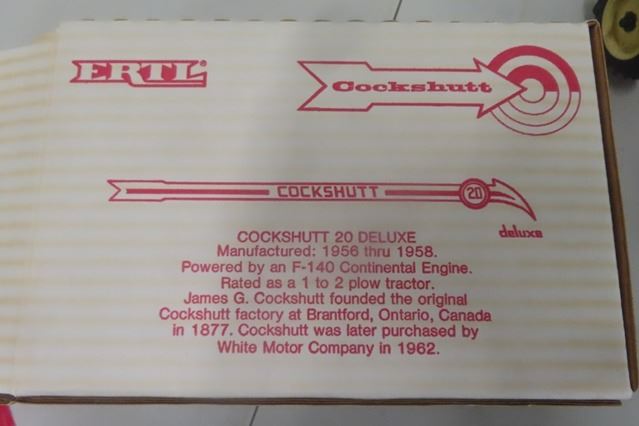 ERTL
Cockshutt
COCKSHUTT 20
deluxe
COCKSHUTT 20 DELUXE
Manufactured: 1956 thru 1958.
Powered by an F-140 Continental Engine.
Rated as a 1 to 2 plow tractor.
James G. Cockshutt founded the original
Cockshutt factory at Brantford, Ontario, Canada
in 1877. Cockshutt was later purchased by
White Motor Company in 1962.